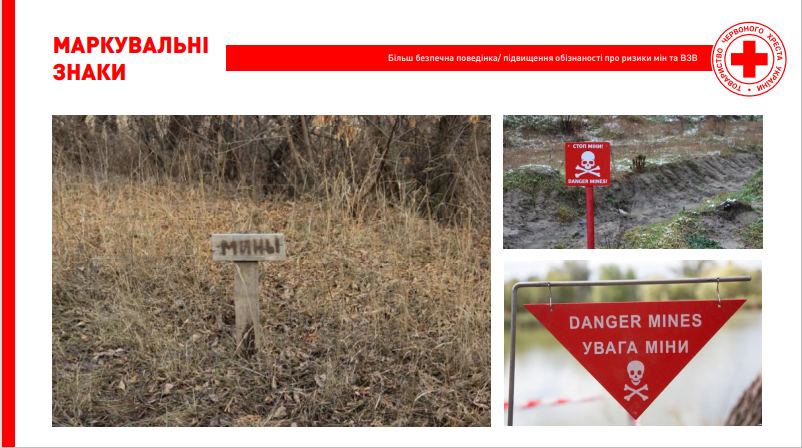 МАРКУВАЛЬНІ
ЗНАКИ
Більш безпечна поведінка/ підвищення обізнаності про ризики мін та ВЗВ
ТОВАРИСТВО ЧЕРВОНОГО ХРЕСТА УКРАЇНИ
мины
СТОП МІНИ!
DANGER MINES!
DANGER MINES
УВАГА МІНИ